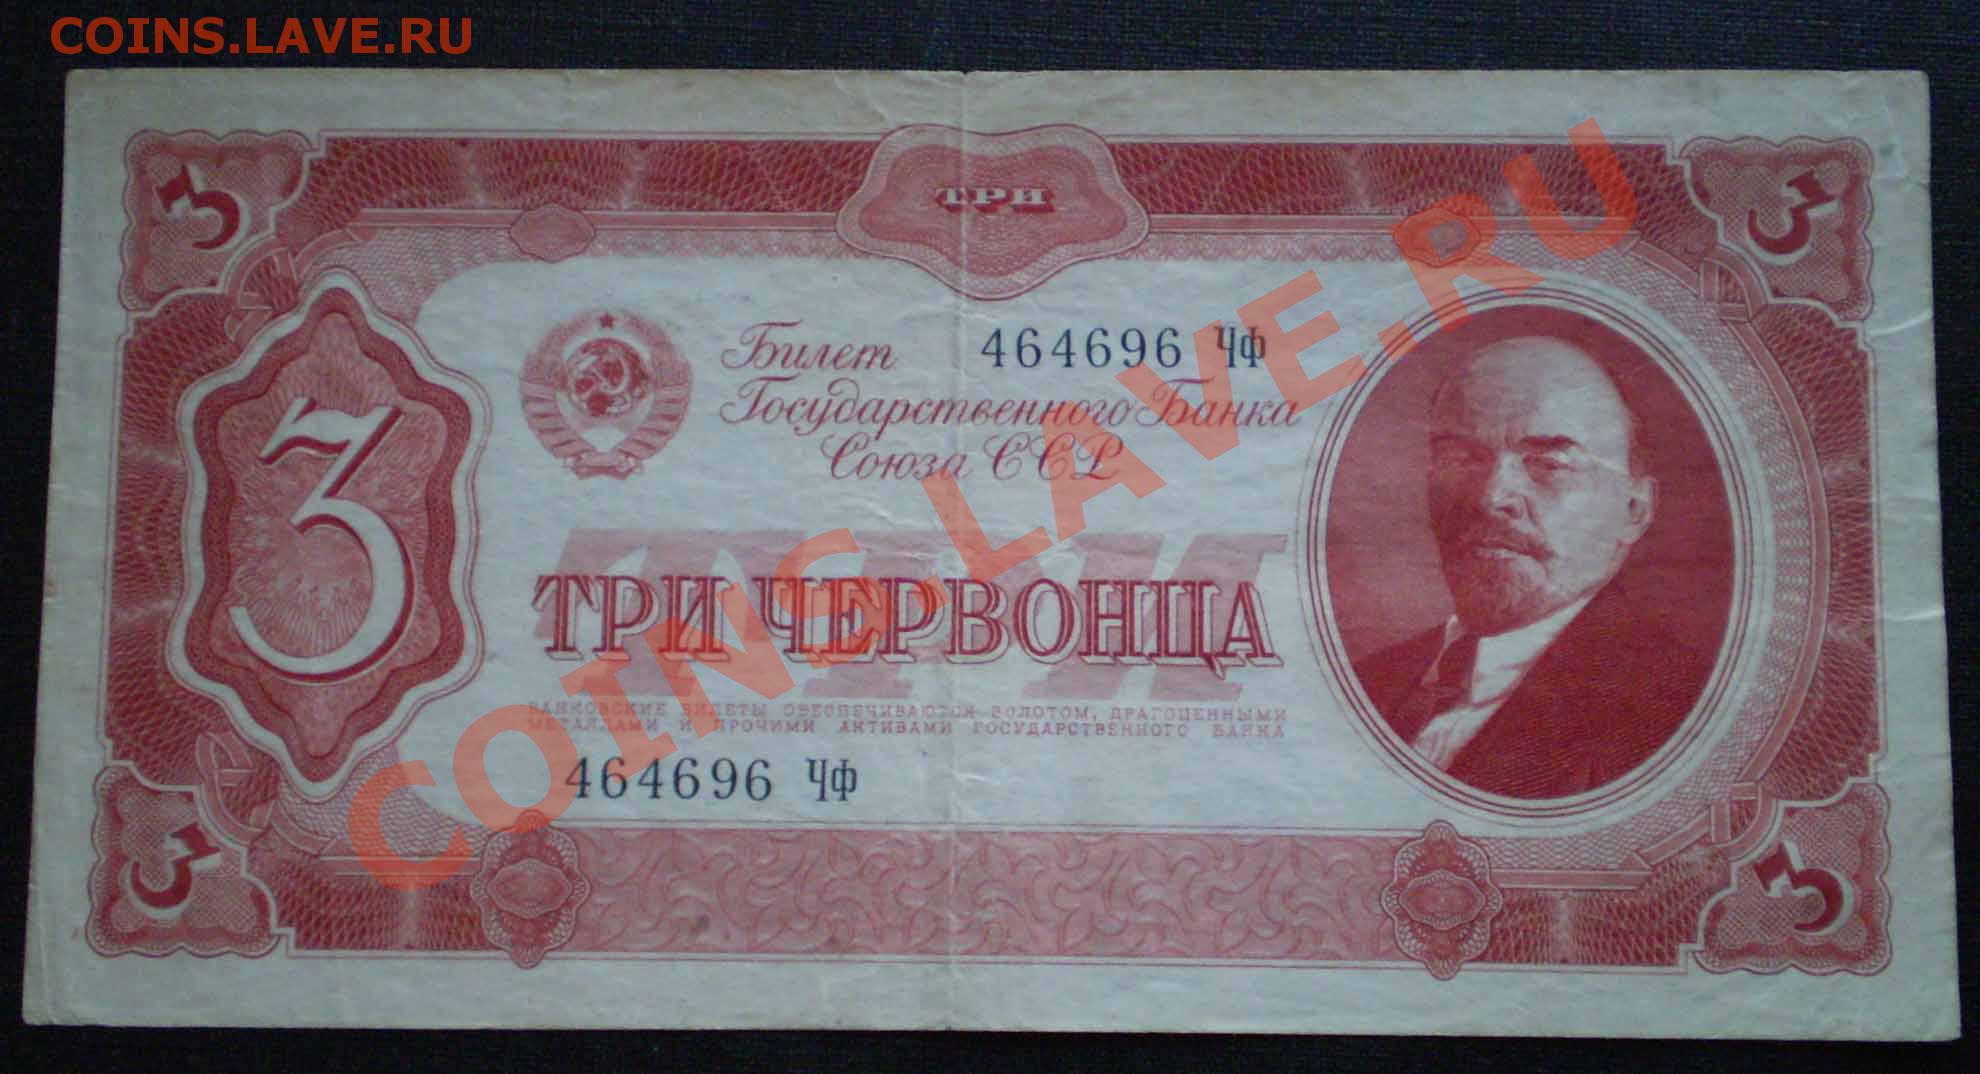 COINS.LAVE.RU
3 ТРИ 3
Билет 464696 ЧФ
Государственного Банка
Союза ССР
3
ТРИ
ТРИ ЧЕРВОНЦА
БАНКОВСКИЕ БИЛЕТЫ ОБЕСПЕЧИВАЮТСЯ ЗОЛОТОМ, ДРАГОЦЕННЫМИ
МЕТАЛЛАМИ И ПРОЧИМИ АКТИВАМИ ГОСУДАРСТВЕННОГО БАНКА
464696 ЧФ
3 3
COINS.LAVE.RU